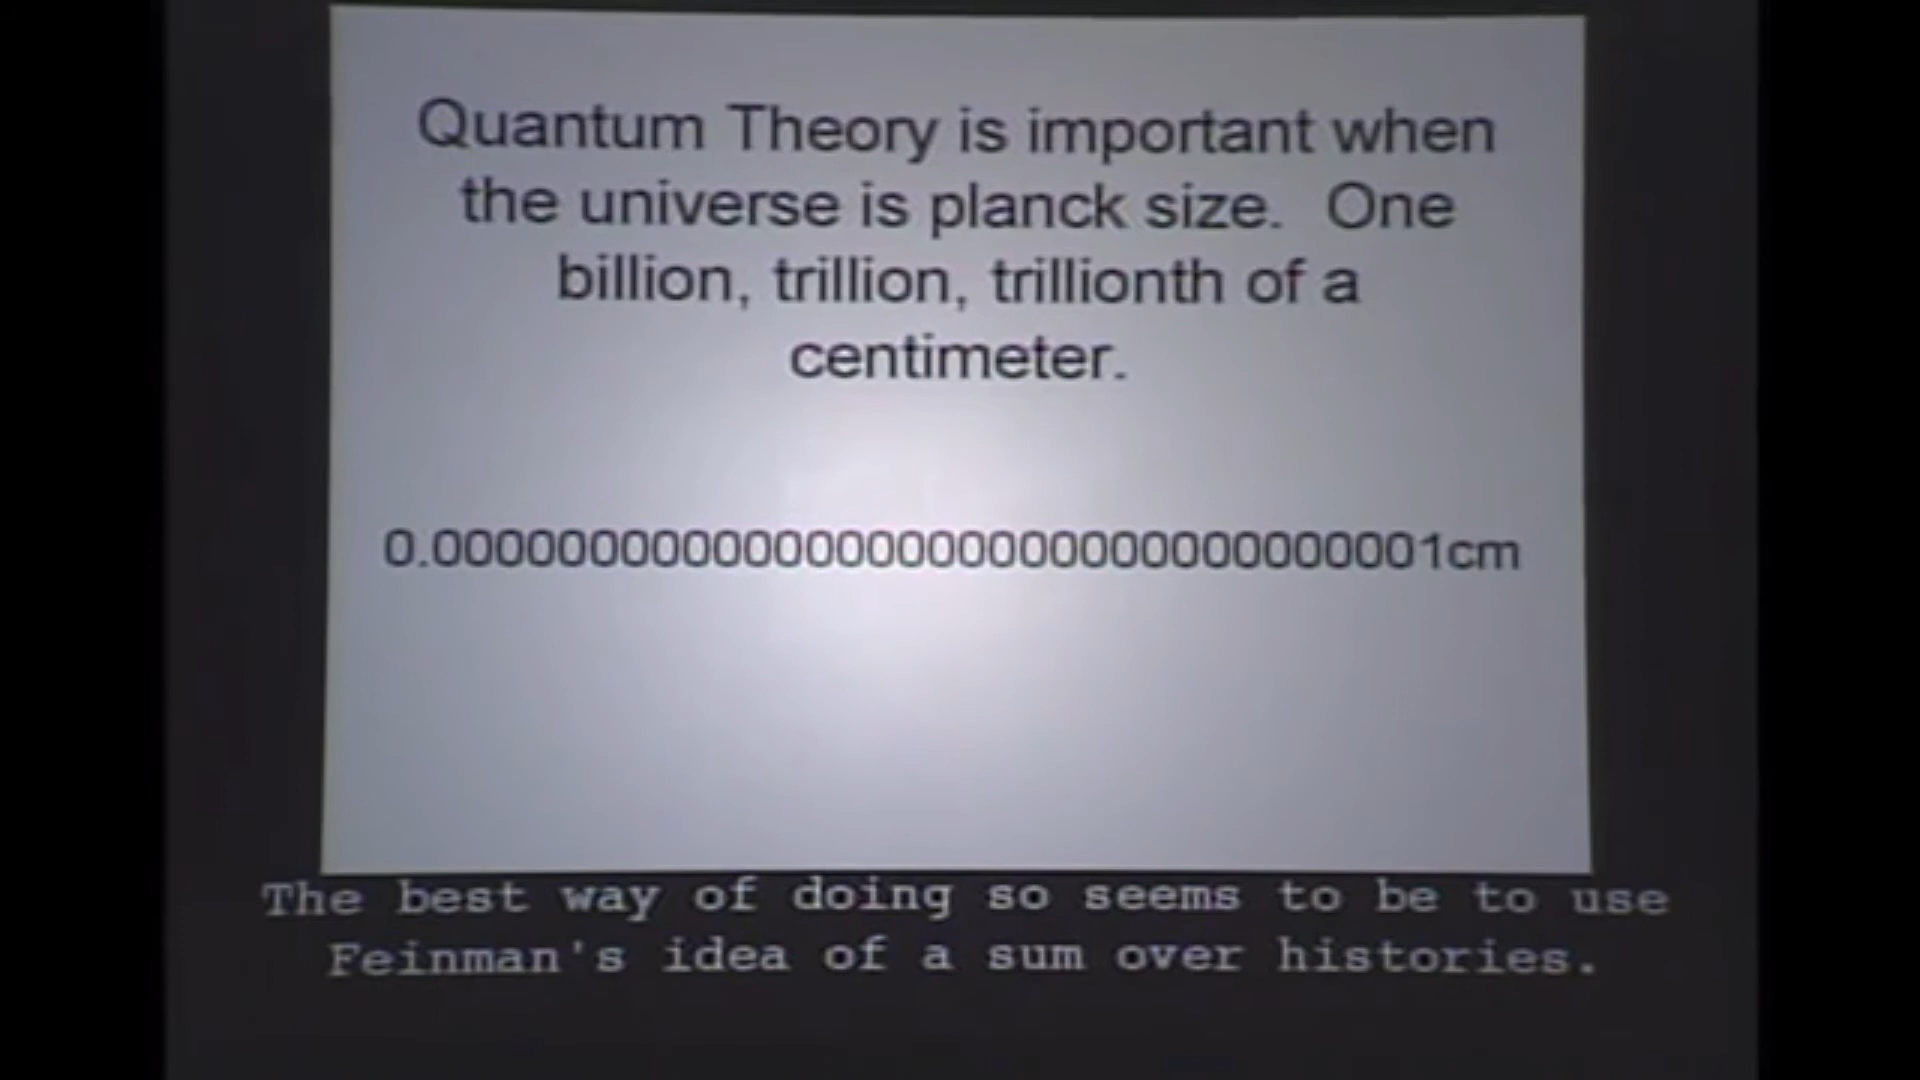 Quantum Theory is important when
the universe is planck size. One
billion, trillion, trillionth of a
centimeter.
0.000000000000000000000000000000001cm
The best way of doing so seems to be to use
Feinman's idea of a sum over histories.